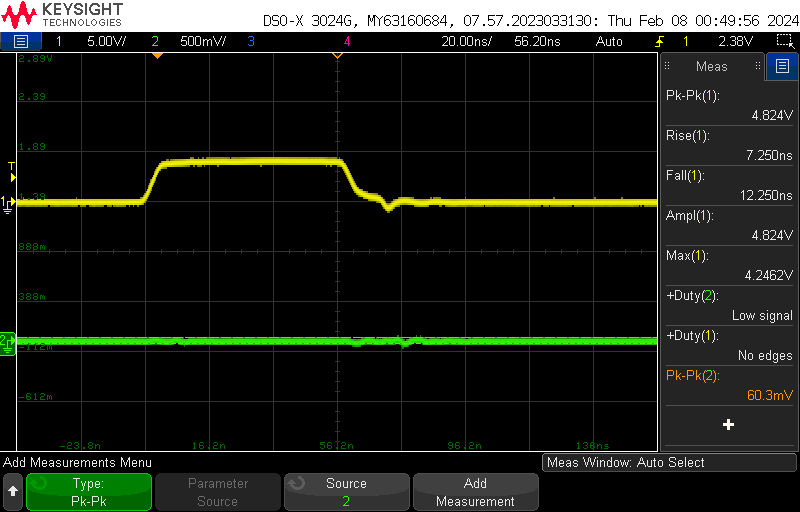 KEYSIGHT
TECHNOLOGIES
DSO-X 3024G, MY63160684, 07.57.2023033130: Thu Feb 08 00:49:56 2024
1 5.00V/ 2 500mV/ 3 4 20.00ns/ 56.20ns Auto 1 2.38V
2.89V
2.39
1.89
1.39
883m
388m
-112m
-612m
-23.8n 16.2n 56.2n 96.2n 136ns
T
1
2
Meas
Pk-Pk(1):
4.824V
Rise(1):
7.250ns
Fall(1):
12.250ns
Ampl(1):
4.824V
Max(1):
4.2462V
+Duty(2):
Low signal
+Duty(1):
No edges
Pk-Pk(2):
60.3mV
Add Measurements Menu
Meas Window: Auto Select
Type:
Pk-Pk
Parameter
Source
Source
2
Add
Measurement